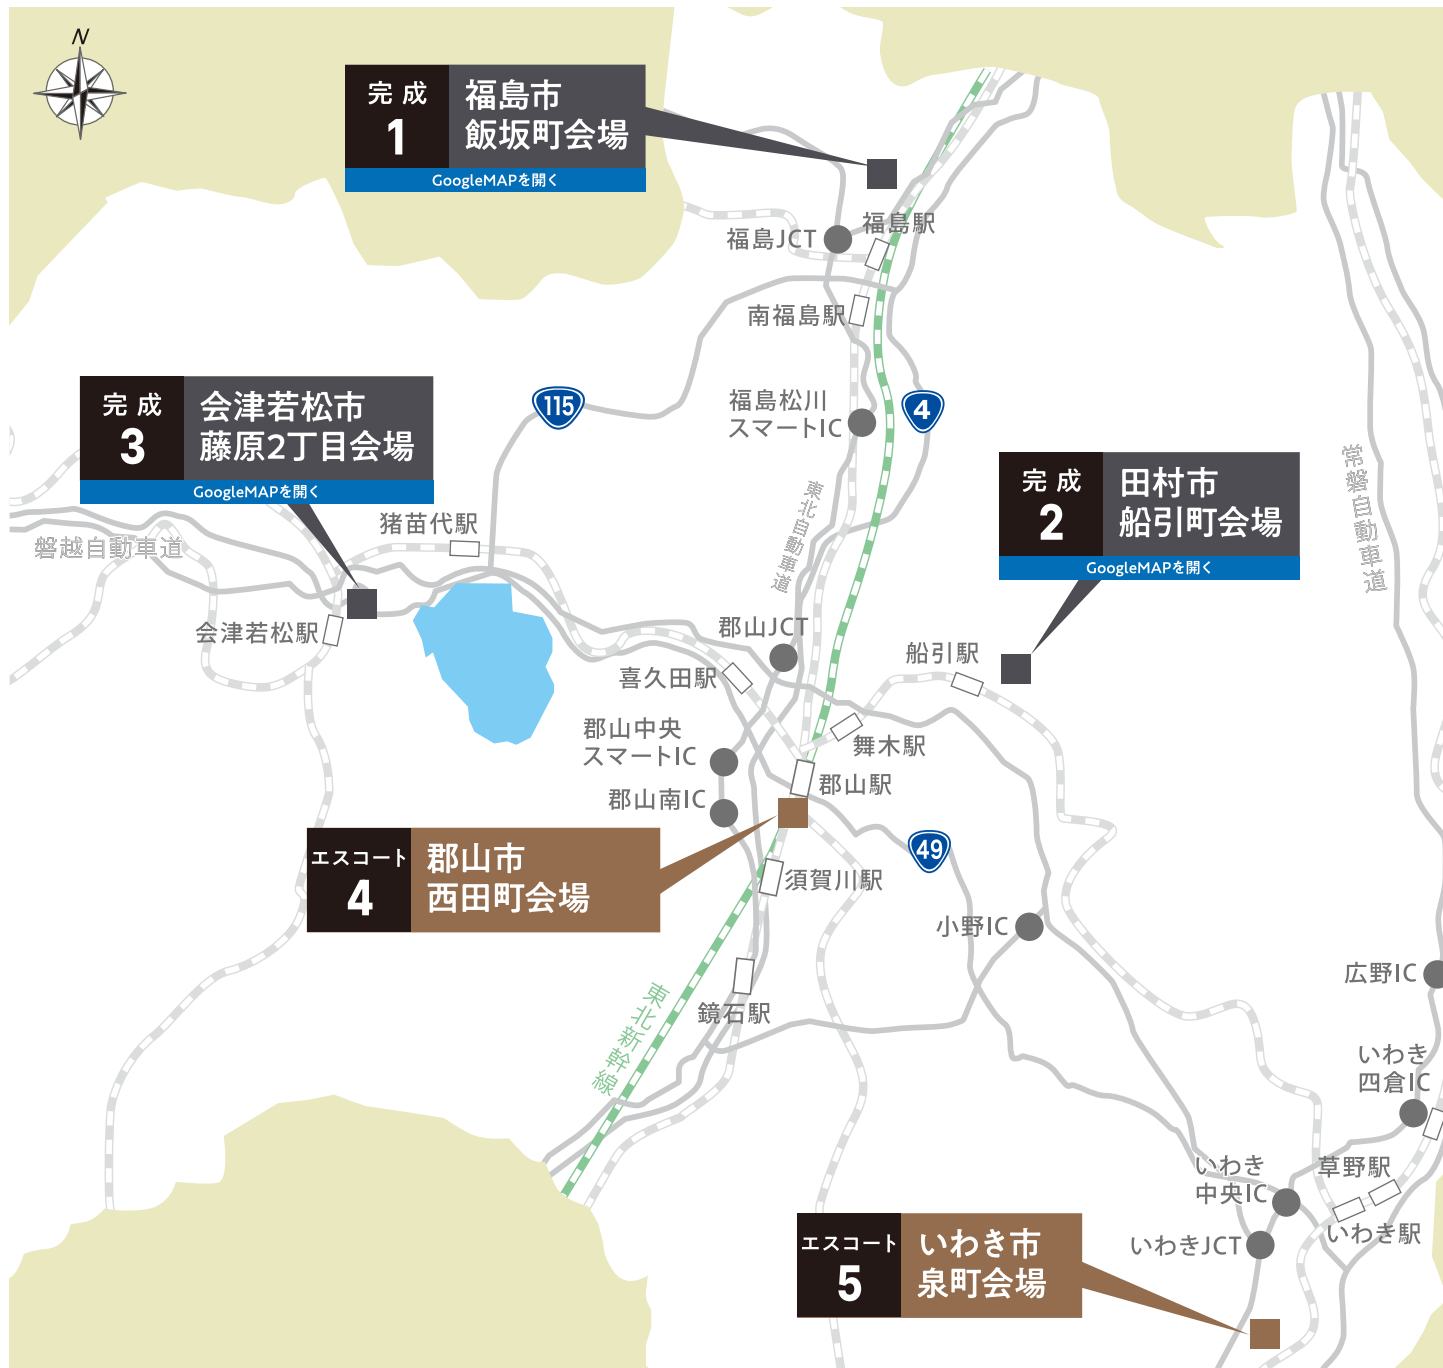 N
完成
1
福島市
飯坂町会場
GoogleMAPを開く
福島JCT
福島駅
南福島駅
完成
3
会津若松市
藤原2丁目会場
GoogleMAPを開く
115
福島松川
スマートIC
4
完成
2
田村市
船引町会場
GoogleMAPを開く
常磐自動車道
東北自動車道
猪苗代駅
磐越自動車道
会津若松駅
郡山JCT
船引駅
喜久田駅
郡山中央
スマートIC
舞木駅
郡山駅
郡山南IC
エスコート
4
郡山市
西田町会場
49
須賀川駅
小野IC
広野IC
東北新幹線
鏡石駅
いわき
四倉IC
いわき
中央IC
草野駅
いわき駅
いわきJCT
エスコート
5
いわき市
泉町会場